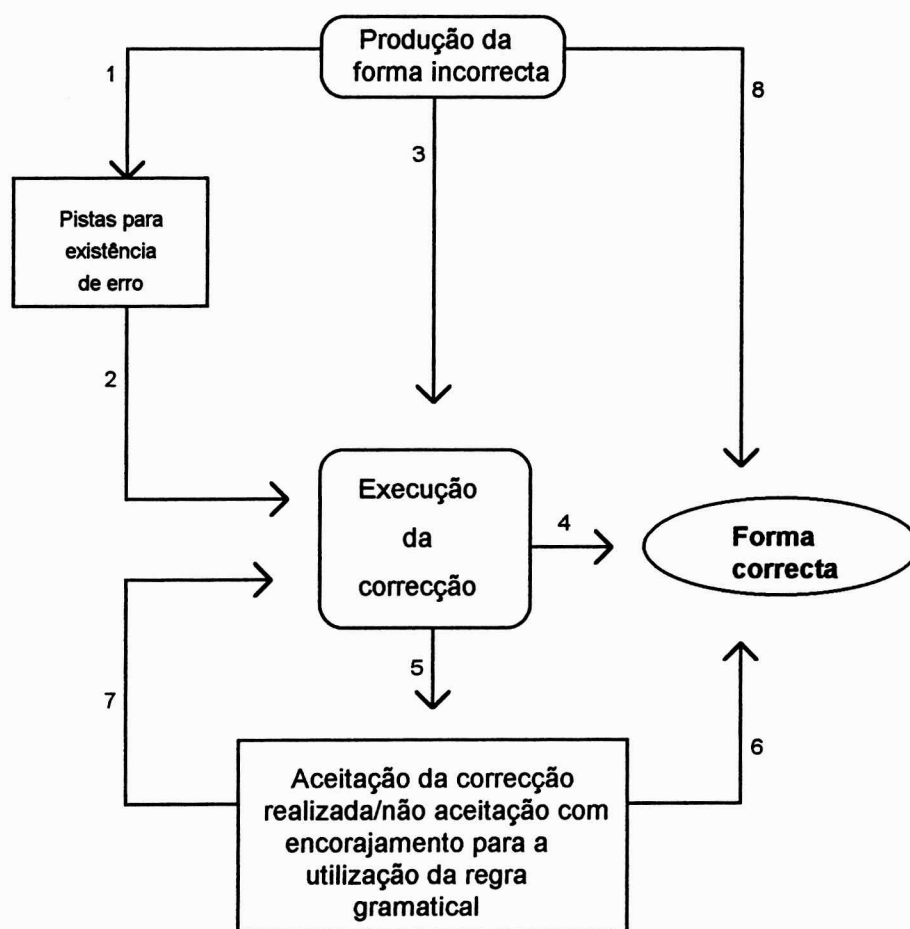 Produção da
forma incorrecta
1
8
3
Pistas para
existência
de erro
2
Execução
da
correcção
4
Forma
correcta
5
7
6
Aceitação da correcção
realizada/não aceitação com
encorajamento para a
utilização da regra
gramatical